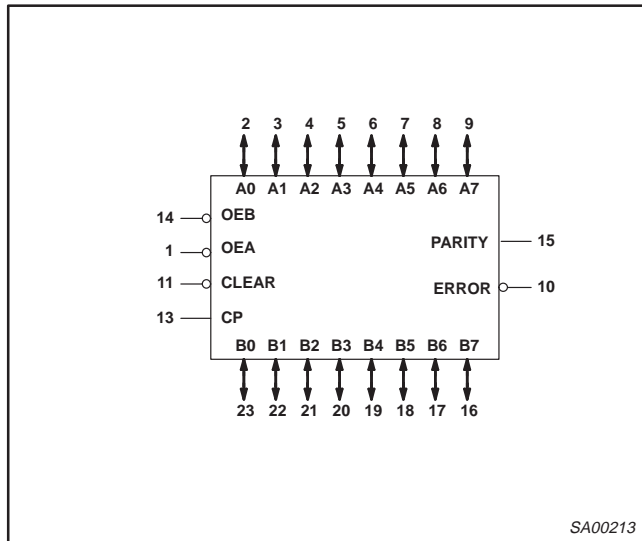 2 3 4 5 6 7 8 9
A0 A1 A2 A3 A4 A5 A6 A7
14 OEB
1 OEA
PARITY 15
11 CLEAR
ERROR 10
13 CP
B0 B1 B2 B3 B4 B5 B6 B7
23 22 21 20 19 18 17 16
SA00213